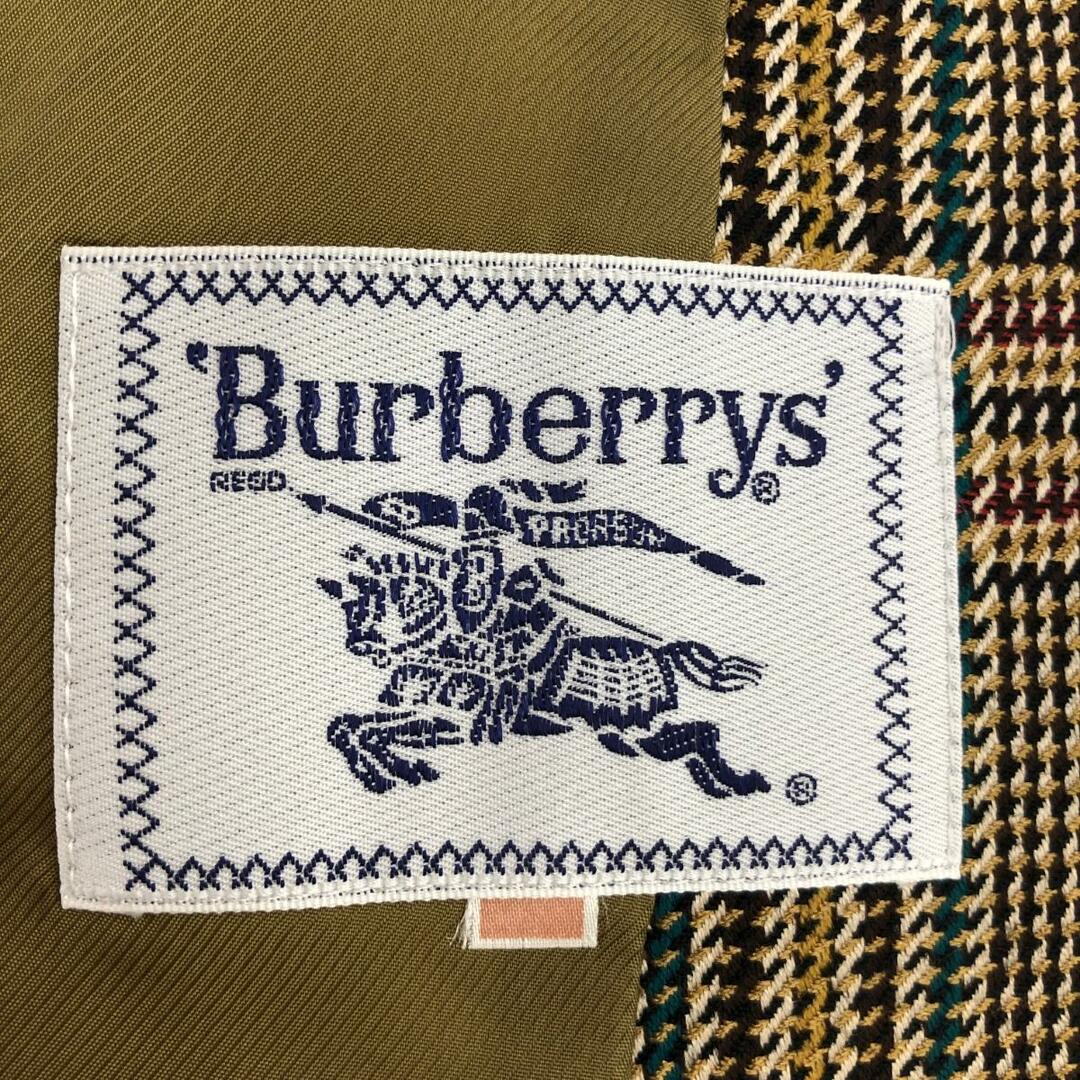 'Burberrys'
REGD.
®
PRORSUM
®